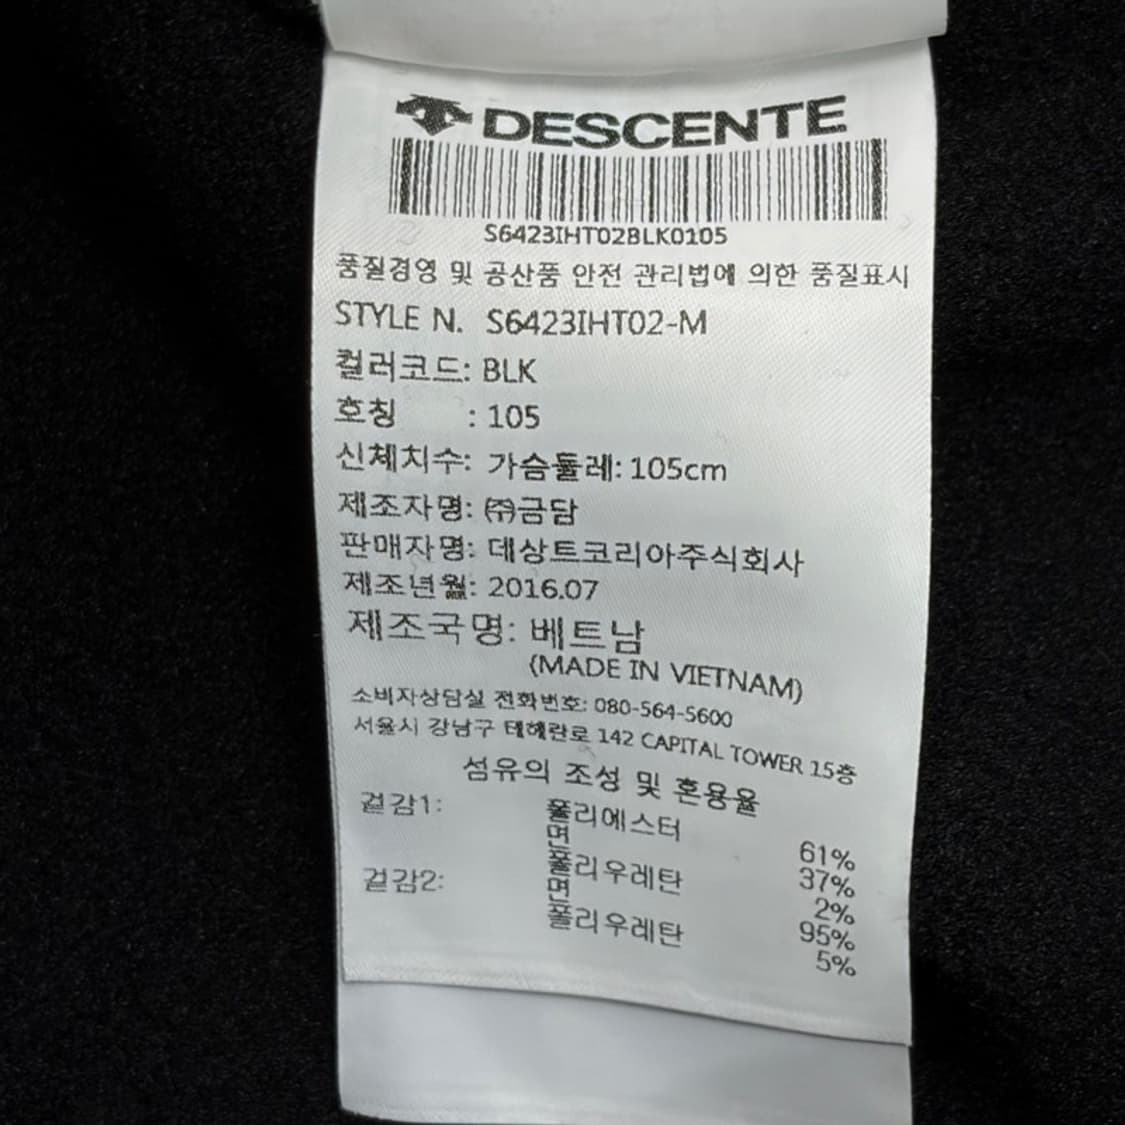 DESCENTE
S6423IHT02BLK0105
품질경영 및 공산품 안전 관리법에 의한 품질표시
STYLE N. S6423IHT02-M
컬러코드: BLK
호칭 : 105
신체치수: 가슴둘레: 105cm
제조자명: ㈜금담
판매자명: 데상트코리아주식회사
제조년월: 2016.07
제조국명: 베트남
(MADE IN VIETNAM)
소비자상담실 전화번호: 080-564-5600
서울시 강남구 테헤란로 142 CAPITAL TOWER 15층
섬유의 조성 및 혼용율
겉감1: 폴리에스터 61%
면 37%
폴리우레탄 2%
겉감2: 면 95%
폴리우레탄 5%